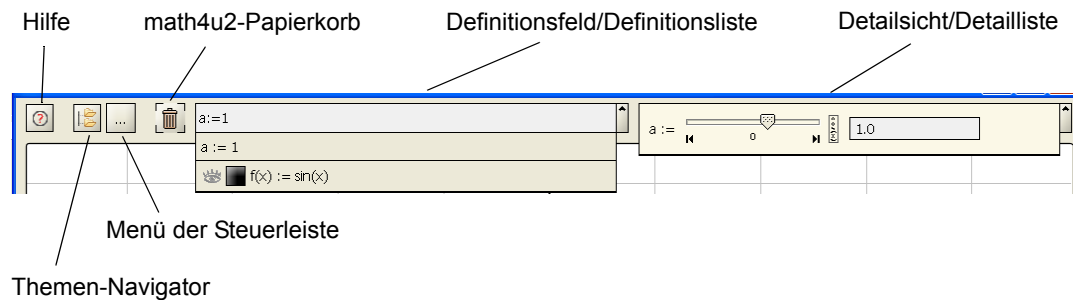 Hilfe math4u2-Papierkorb Definitionsfeld/Definitionsliste Detailsicht/Detailliste
... a:=1 a := 0 1.0
a := 1
f(x) := sin(x)
Menü der Steuerleiste
Themen-Navigator